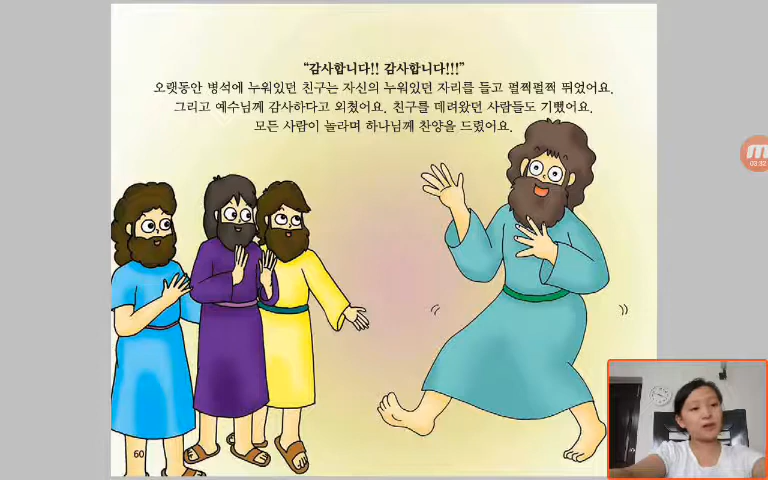 “감사합니다!! 감사합니다!!!”
오랫동안 병석에 누워있던 친구는 자신의 누워있던 자리를 들고 펄쩍펄쩍 뛰었어요.
그리고 예수님께 감사하다고 외쳤어요. 친구를 데려왔던 사람들도 기뻤어요.
모든 사람이 놀라며 하나님께 찬양을 드렸어요.
03:32
60